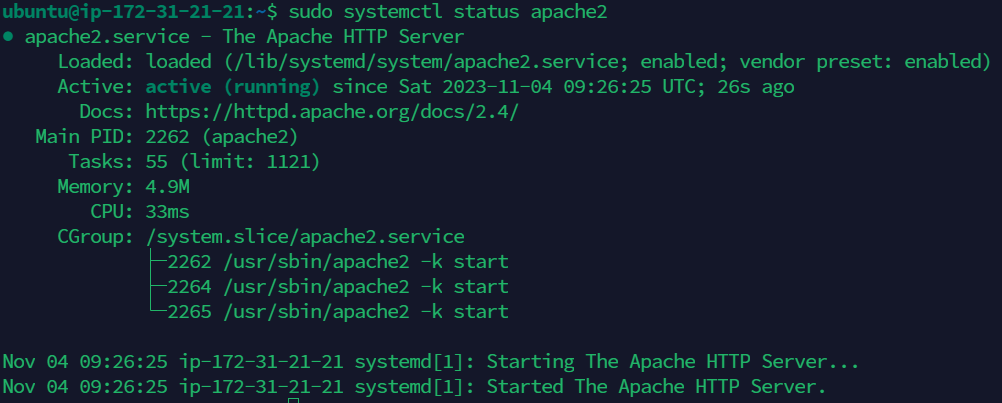 ubuntu@ip-172-31-21-21:~$ sudo systemctl status apache2
● apache2.service - The Apache HTTP Server
     Loaded: loaded (/lib/systemd/system/apache2.service; enabled; vendor preset: enabled)
     Active: active (running) since Sat 2023-11-04 09:26:25 UTC; 26s ago
       Docs: https://httpd.apache.org/docs/2.4/
   Main PID: 2262 (apache2)
      Tasks: 55 (limit: 1121)
     Memory: 4.9M
        CPU: 33ms
     CGroup: /system.slice/apache2.service
             ├─2262 /usr/sbin/apache2 -k start
             ├─2264 /usr/sbin/apache2 -k start
             └─2265 /usr/sbin/apache2 -k start
Nov 04 09:26:25 ip-172-31-21-21 systemd[1]: Starting The Apache HTTP Server...
Nov 04 09:26:25 ip-172-31-21-21 systemd[1]: Started The Apache HTTP Server.